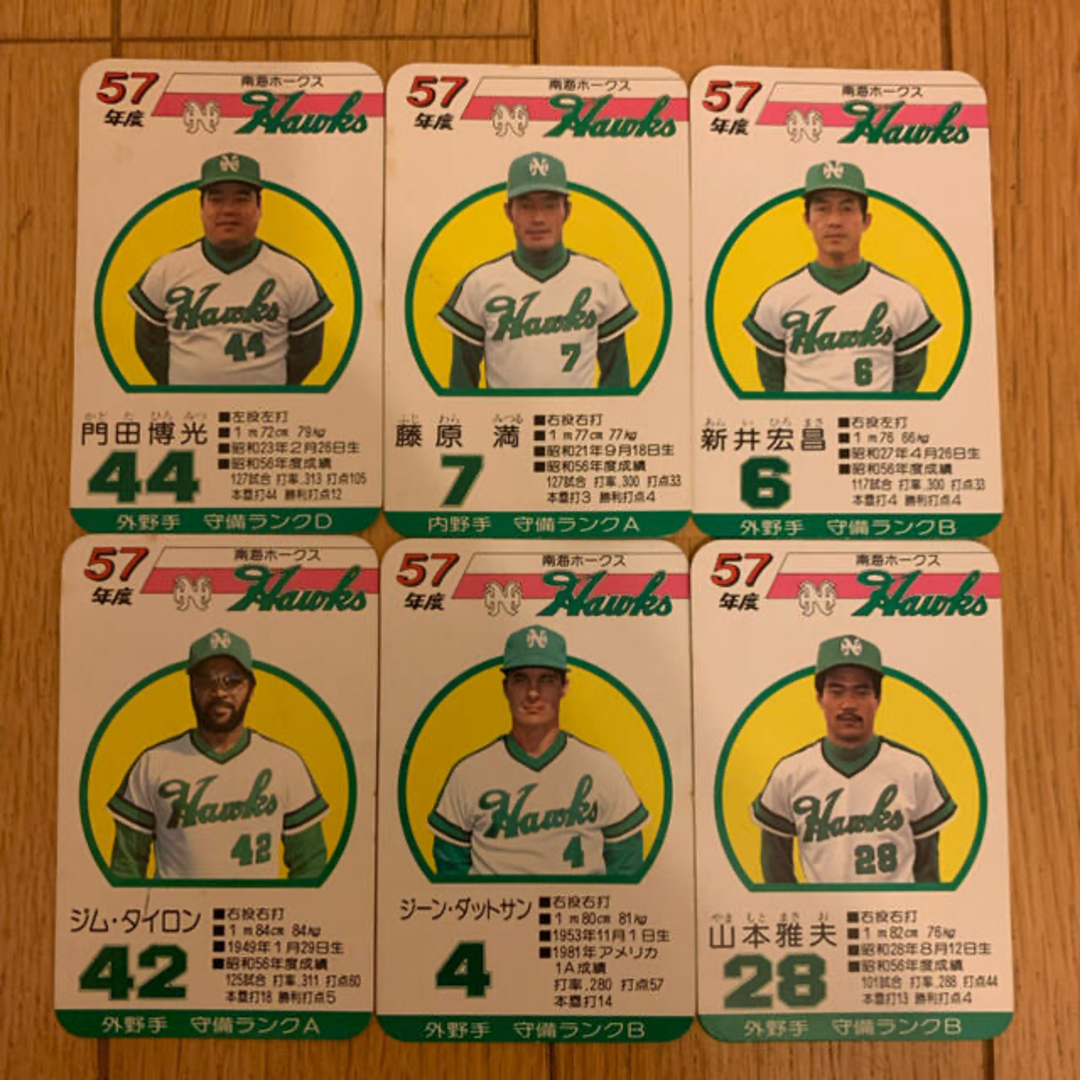 57
年度
南海ホークス
Hawks
Hawks
44
かど た ひろ みつ
門田博光
44
■左投左打
■1m72cm 79kg
■昭和23年2月26日生
■昭和56年度成績
127試合 打率.313 打点105
本塁打44 勝利打点12
外野手 守備ランクD
57
年度
南海ホークス
Hawks
Hawks
7
ふじ わら みつる
藤原 満
7
■右投右打
■1m77cm 77kg
■昭和21年9月18日生
■昭和56年度成績
127試合 打率.300 打点33
本塁打3 勝利打点4
内野手 守備ランクA
57
年度
南海ホークス
Hawks
Hawks
6
あら い ひろ まさ
新井宏昌
6
■右投左打
■1m76 66kg
■昭和27年4月26日生
■昭和56年度成績
117試合 打率.300 打点33
本塁打4 勝利打点4
外野手 守備ランクB
57
年度
南海ホークス
Hawks
Hawks
42
ジム・タイロン
42
■右投右打
■1m84cm 84kg
■1949年1月29日生
■昭和56年度成績
125試合 打率.311 打点60
本塁打18 勝利打点5
外野手 守備ランクA
57
年度
南海ホークス
Hawks
Hawks
4
ジーン・ダットサン
4
■右投右打
■1m80cm 81kg
■1953年11月1日生
■1981年アメリカ
1A成績
打率.280 打点57
本塁打14
外野手 守備ランクB
57
年度
南海ホークス
Hawks
Hawks
28
やま もと まさ お
山本雅夫
28
■右投右打
■1m82cm 76kg
■昭和28年8月12日生
■昭和56年度成績
101試合 打率.288 打点44
本塁打13 勝利打点4
外野手 守備ランクB